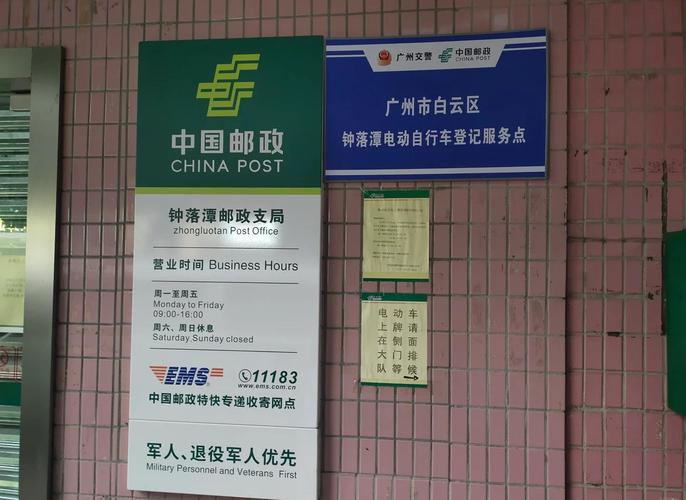 中国邮政
CHINA POST
钟落潭邮政支局
zhongluotan Post Office
营业时间 Business Hours
周一至周五
Monday to Friday
09:00-16:00
周六、周日休息
Saturday,Sunday closed
EMS 11183
www.ems.com.cn
中国邮政特快专递收寄网点
军人、退役军人优先
Military Personnel and Veterans First
广州交警 中国邮政
CHINA POST
广州市白云区
钟落潭电动自行车登记服务点
电动车
上牌请
在侧面
大门排
队等候